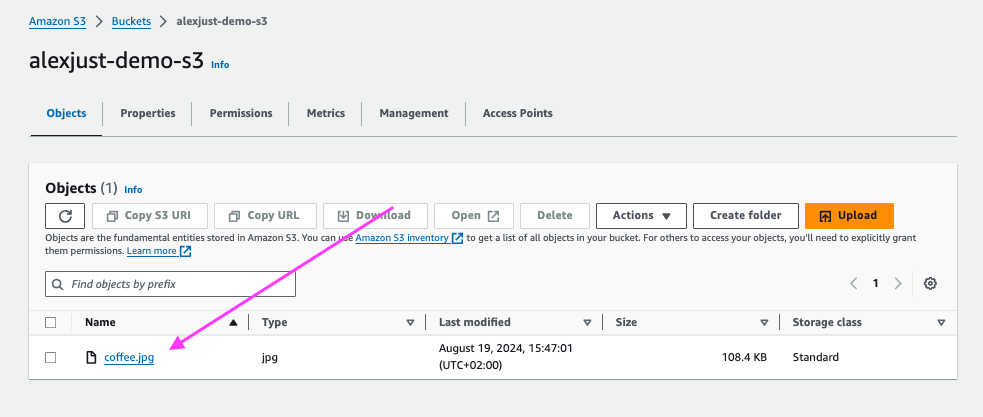 Amazon S3 > Buckets > alexjust-demo-s3
alexjust-demo-s3 Info
Objects Properties Permissions Metrics Management Access Points
Objects (1) Info
Copy S3 URI Copy URL Download Open Delete Actions Create folder Upload
Objects are the fundamental entities stored in Amazon S3. You can use Amazon S3 inventory to get a list of all objects in your bucket. For others to access your objects, you'll need to explicitly grant
them permissions. Learn more
Find objects by prefix
1
Name Type Last modified Size Storage class
coffee.jpg jpg August 19, 2024, 15:47:01 108.4 KB Standard
(UTC+02:00)